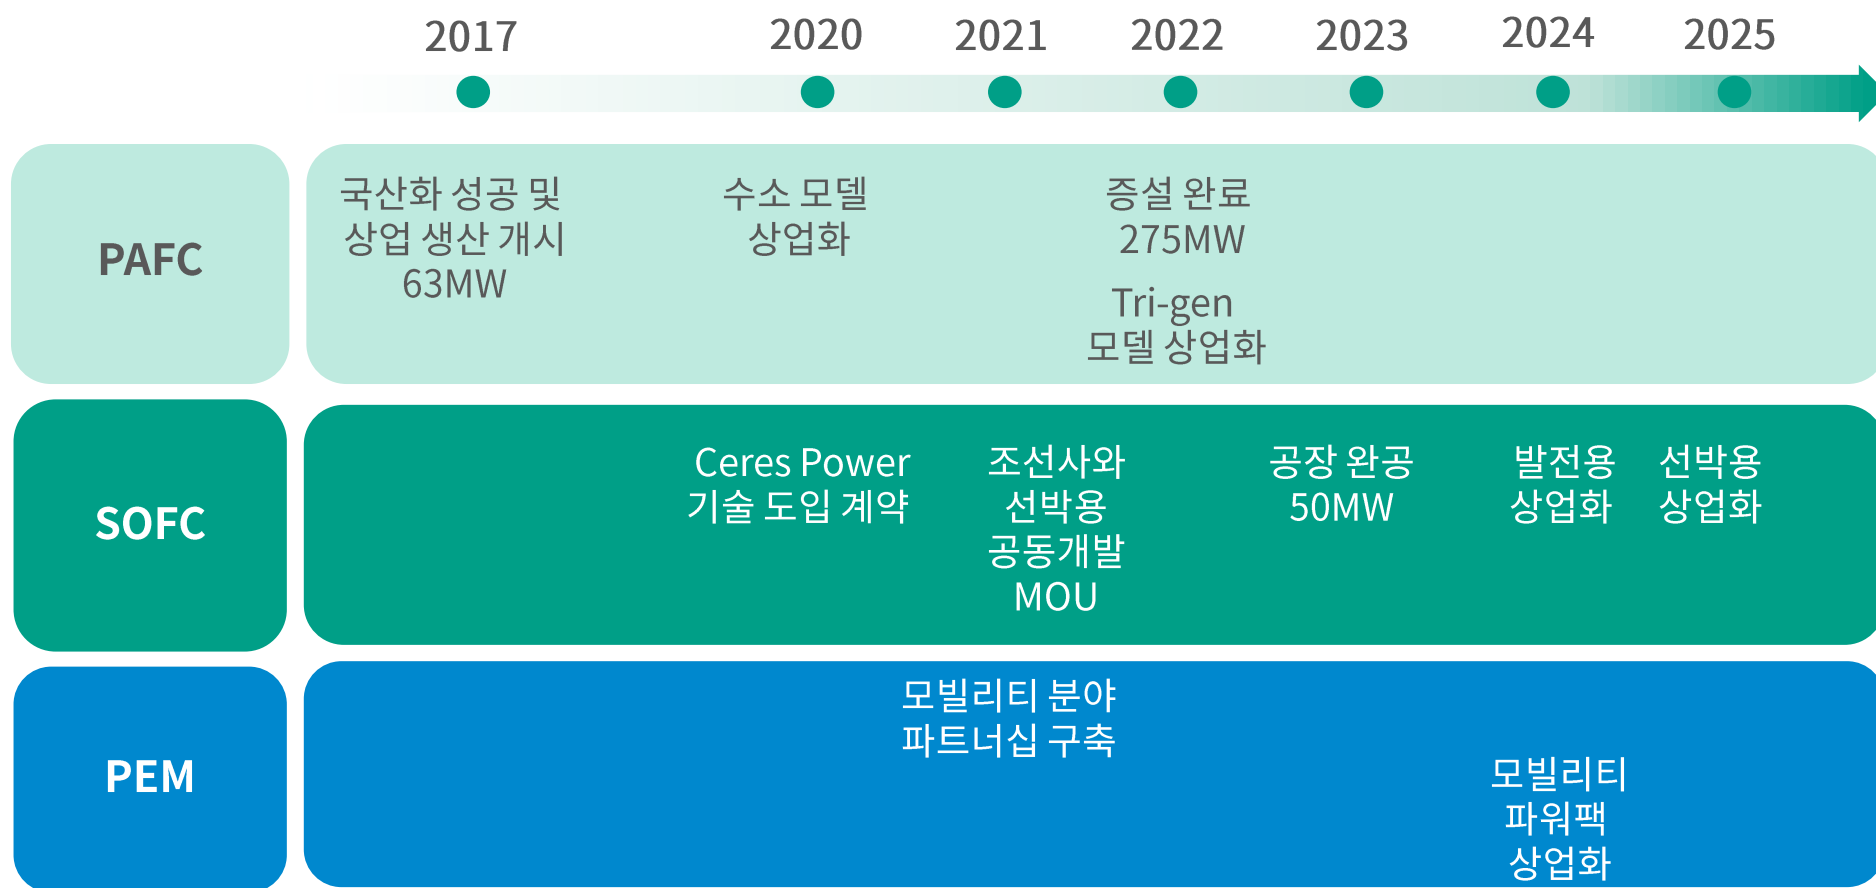 2017
2020
2021
2022
2023
2024
2025
PAFC
국산화 성공 및
상업 생산 개시
63MW
수소 모델
상업화
증설 완료
275MW
Tri-gen
모델 상업화
SOFC
Ceres Power
기술 도입 계약
조선사와
선박용
공동개발
MOU
공장 완공
50MW
발전용
상업화
선박용
상업화
PEM
모빌리티 분야
파트너십 구축
모빌리티
파워팩
상업화